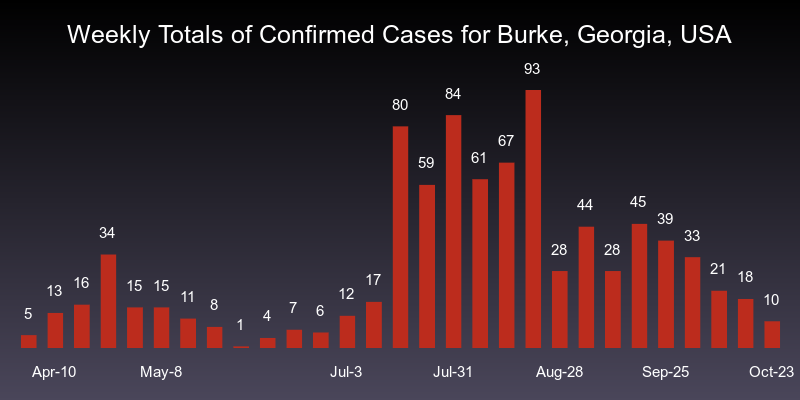 Weekly Totals of Confirmed Cases for Burke, Georgia, USA
5 13 16 34 15 15 11 8 1 4 7 6 12 17 80 59 84 61 67 93 28 44 28 45 39 33 21 18 10
Apr-10 May-8 Jul-3 Jul-31 Aug-28 Sep-25 Oct-23